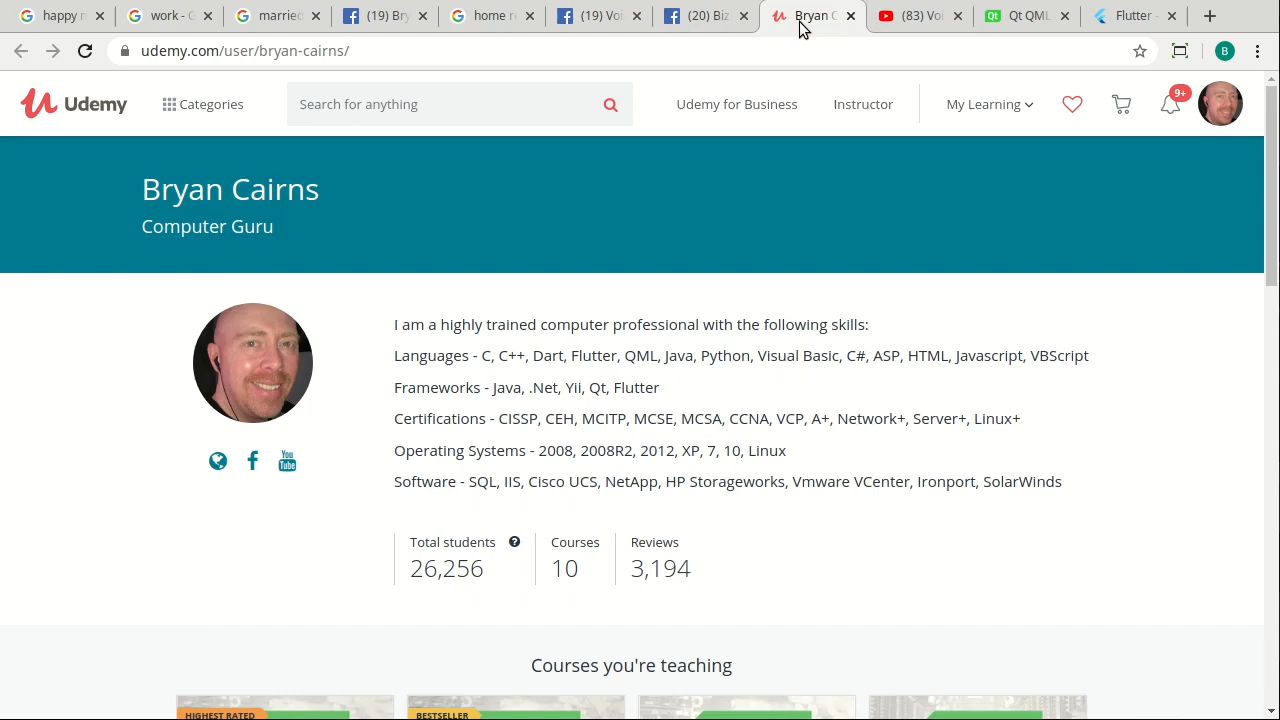 happy n
work - 
married
(19) Bry
home re
(19) Voi
(20) Biz
Bryan C
(83) Vo
Qt QML
Flutter -
udemy.com/user/bryan-cairns/
B
Udemy
Categories
Search for anything
Udemy for Business
Instructor
My Learning
9+
Bryan Cairns
Computer Guru
I am a highly trained computer professional with the following skills:
Languages - C, C++, Dart, Flutter, QML, Java, Python, Visual Basic, C#, ASP, HTML, Javascript, VBScript
Frameworks - Java, .Net, Yii, Qt, Flutter
Certifications - CISSP, CEH, MCITP, MCSE, MCSA, CCNA, VCP, A+, Network+, Server+, Linux+
Operating Systems - 2008, 2008R2, 2012, XP, 7, 10, Linux
Software - SQL, IIS, Cisco UCS, NetApp, HP Storageworks, Vmware VCenter, Ironport, SolarWinds
You
Tube
Total students
26,256
Courses
10
Reviews
3,194
Courses you're teaching
HIGHEST RATED
BESTSELLER